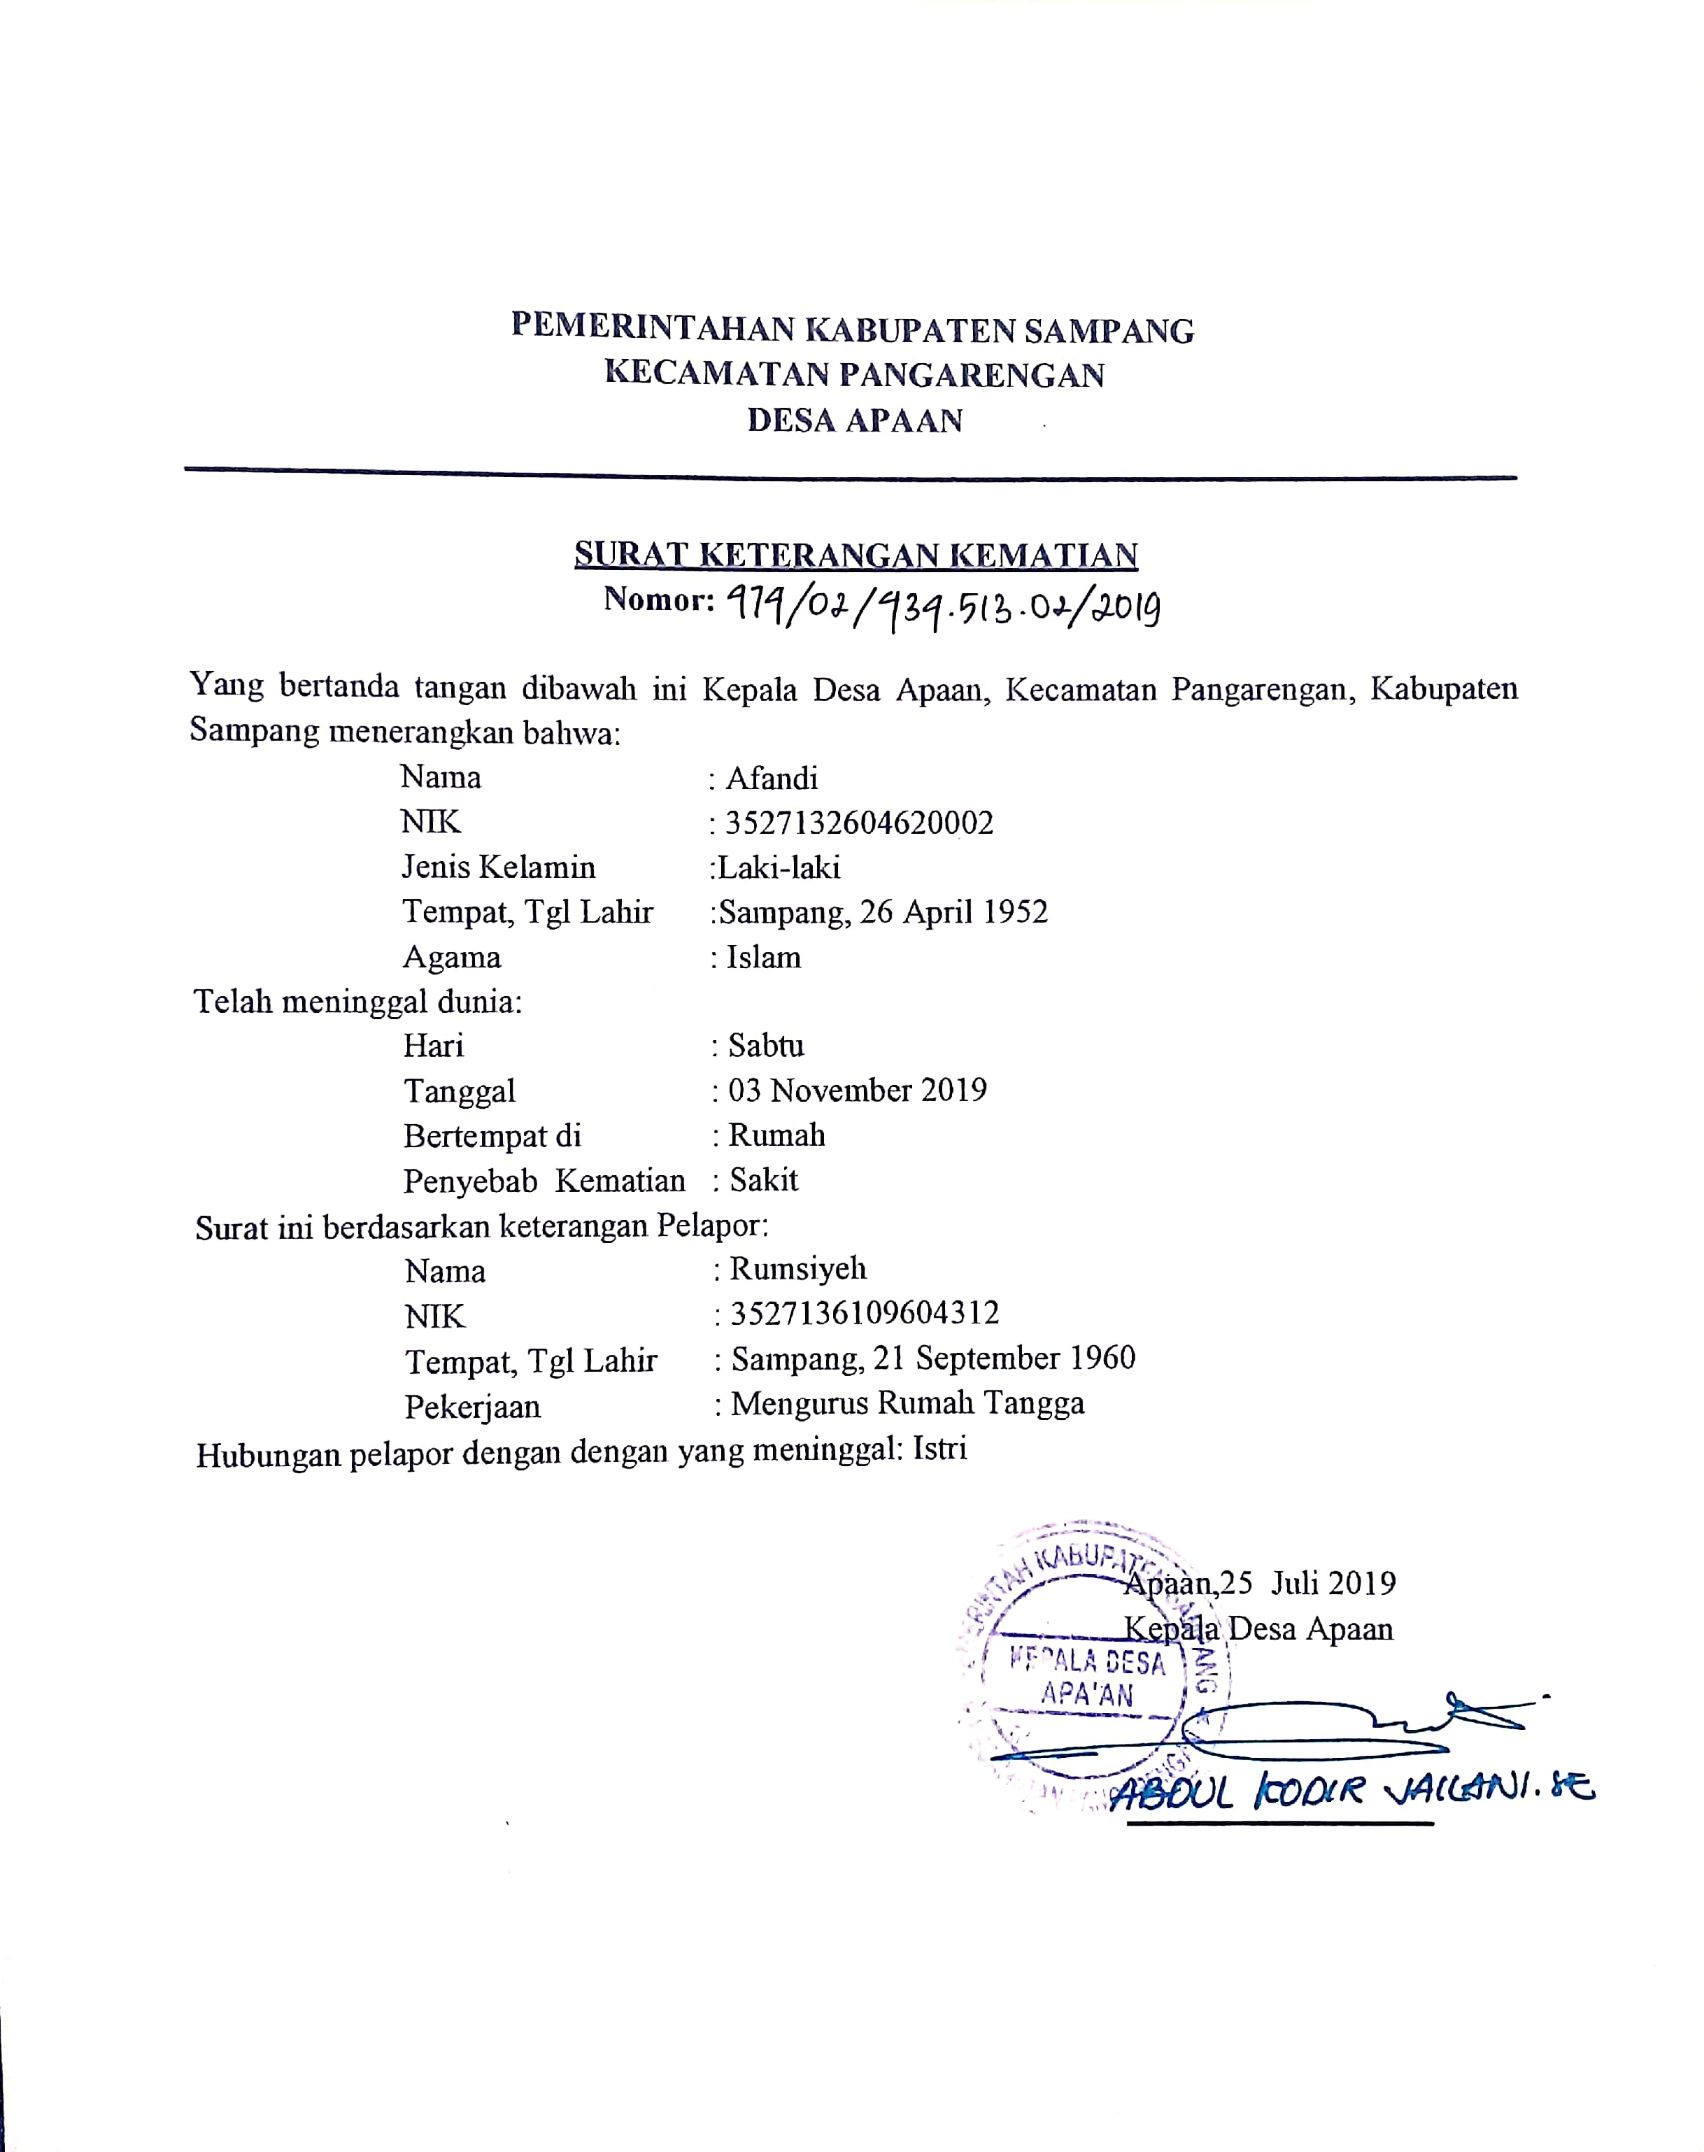 PEMERINTAHAN KABUPATEN SAMPANG
KECAMATAN PANGARENGAN
DESA APAAN
SURAT KETERANGAN KEMATIAN
Nomor: 474/02/434.513.02/2019
Yang bertanda tangan dibawah ini Kepala Desa Apaan, Kecamatan Pangarengan, Kabupaten
Sampang menerangkan bahwa:
Nama : Afandi
NIK : 3527132604620002
Jenis Kelamin :Laki-laki
Tempat, Tgl Lahir :Sampang, 26 April 1952
Agama : Islam
Telah meninggal dunia:
Hari : Sabtu
Tanggal : 03 November 2019
Bertempat di : Rumah
Penyebab Kematian : Sakit
Surat ini berdasarkan keterangan Pelapor:
Nama : Rumsiyeh
NIK : 3527136109604312
Tempat, Tgl Lahir : Sampang, 21 September 1960
Pekerjaan : Mengurus Rumah Tangga
Hubungan pelapor dengan dengan yang meninggal: Istri
Apaan,25 Juli 2019
Kepala Desa Apaan
KABUPATEN
KEPALA DESA
APA'AN
ABDUL KODIR JAILANI. SE